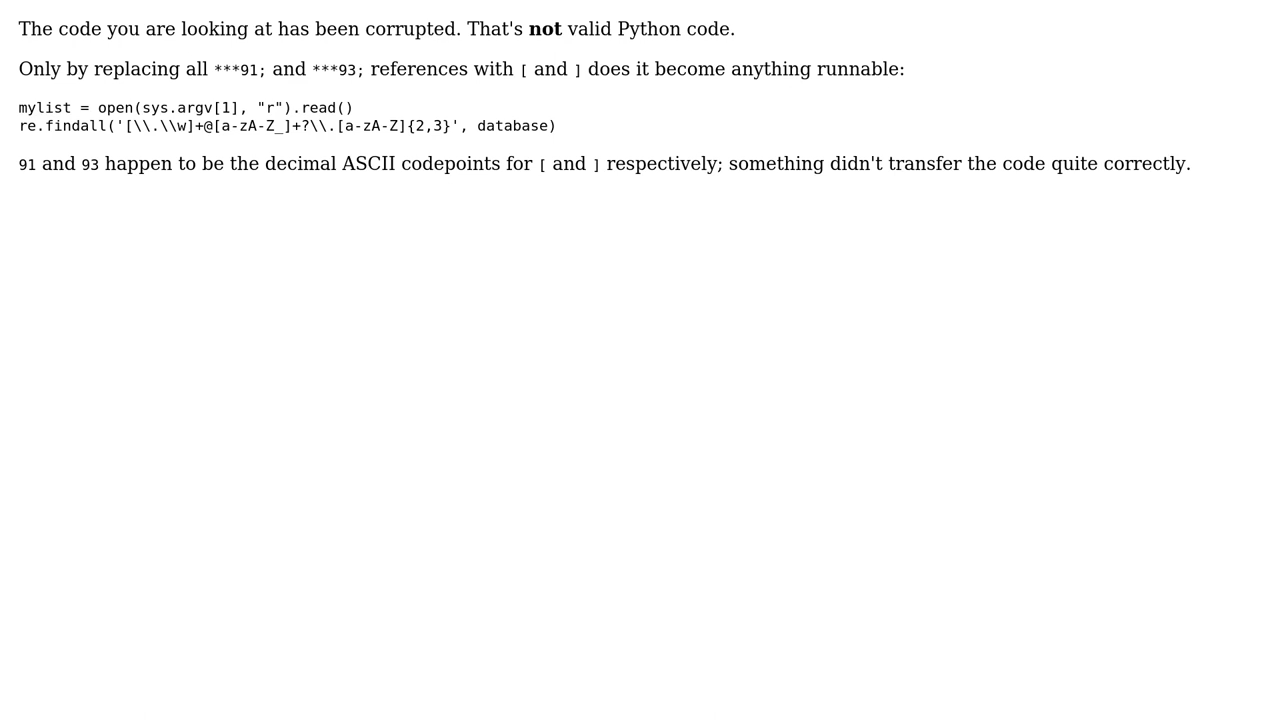 The code you are looking at has been corrupted. That's not valid Python code.
Only by replacing all ***91; and ***93; references with [ and ] does it become anything runnable:
mylist = open(sys.argv[1], "r").read()
re.findall('[\\.\\w]+@[a-zA-Z_]+?\\.[a-zA-Z]{2,3}', database)
91 and 93 happen to be the decimal ASCII codepoints for [ and ] respectively; something didn't transfer the code quite correctly.